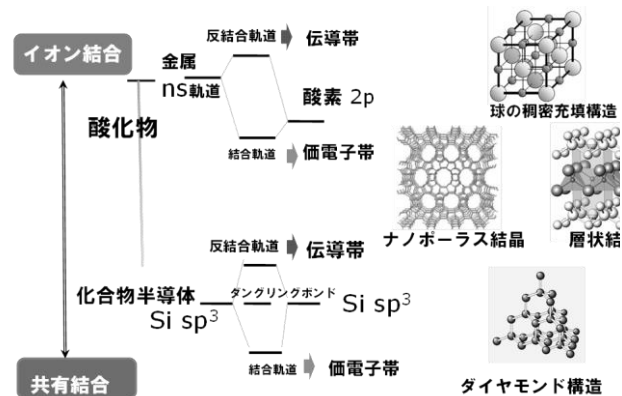 イオン結合
金属
ns軌道
反結合軌道
伝導帯
酸素 2p
酸化物
結合軌道
価電子帯
球の稠密充填構造
ナノポーラス結晶
層状結
反結合軌道
伝導帯
化合物半導体
ダングリングボンド
Si sp³
Si sp³
結合軌道
価電子帯
共有結合
ダイヤモンド構造